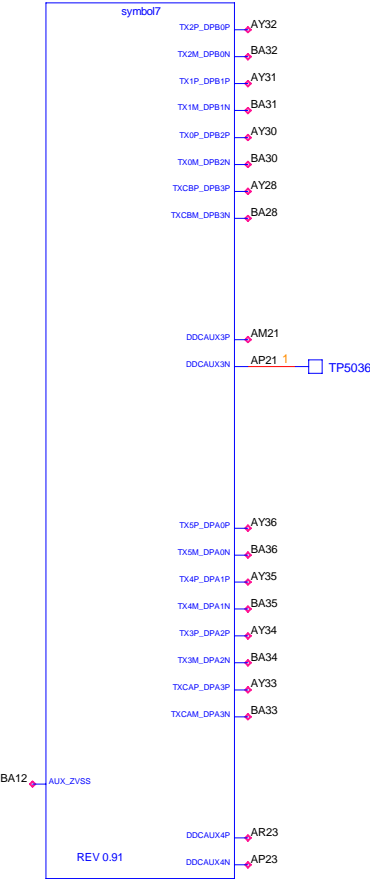 symbol7
TX2P_DPB0P AY32
TX2M_DPB0N BA32
TX1P_DPB1P AY31
TX1M_DPB1N BA31
TX0P_DPB2P AY30
TX0M_DPB2N BA30
TXCBP_DPB3P AY28
TXCBM_DPB3N BA28
DDCAUX3P AM21
DDCAUX3N AP21 1 TP5036
TX5P_DPA0P AY36
TX5M_DPA0N BA36
TX4P_DPA1P AY35
TX4M_DPA1N BA35
TX3P_DPA2P AY34
TX3M_DPA2N BA34
TXCAP_DPA3P AY33
TXCAM_DPA3N BA33
BA12 AUX_ZVSS
DDCAUX4P AR23
REV 0.91
DDCAUX4N AP23